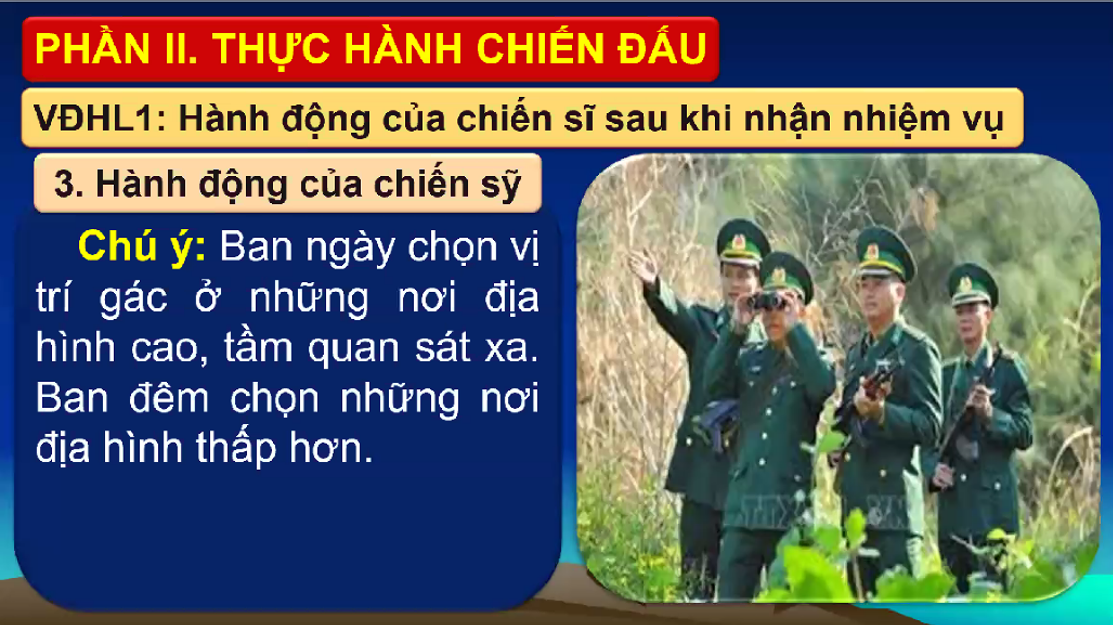 PHẦN II. THỰC HÀNH CHIẾN ĐẤU
VĐHL1: Hành động của chiến sĩ sau khi nhận nhiệm vụ
3. Hành động của chiến sỹ
Chú ý: Ban ngày chọn vị
trí gác ở những nơi địa
hình cao, tầm quan sát xa.
Ban đêm chọn những nơi
địa hình thấp hơn.